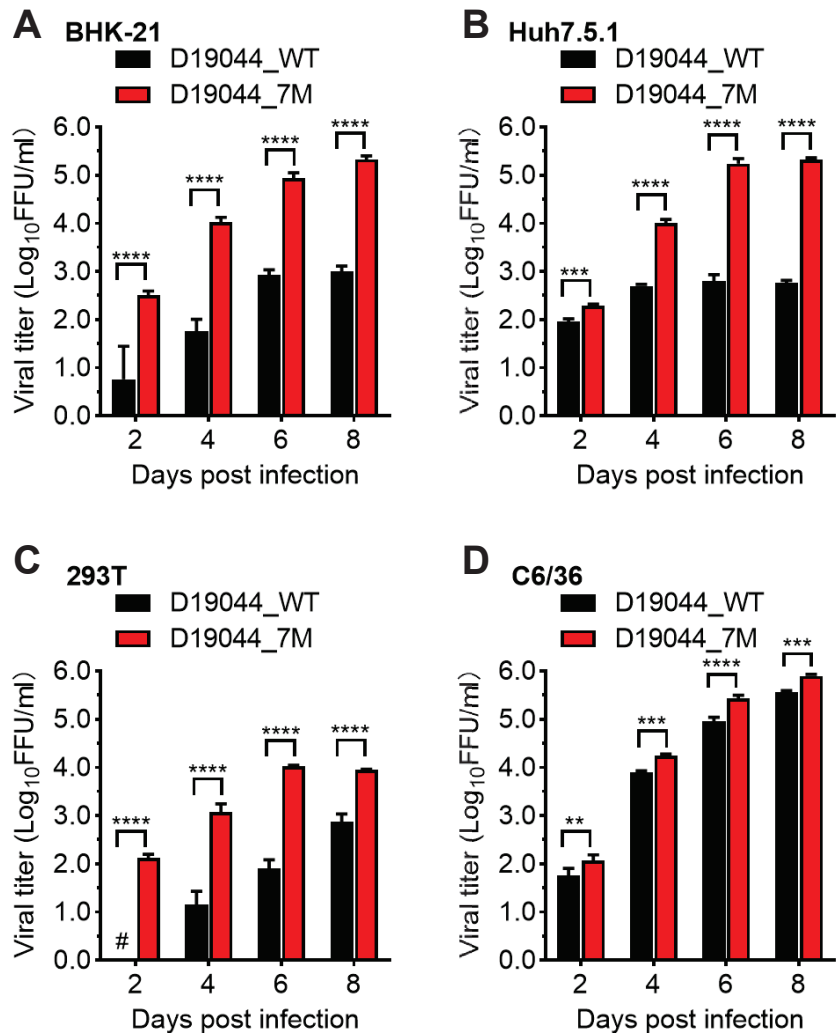 A BHK-21
D19044_WT
D19044_7M
Viral titer (Log10FFU/ml)
6.0
5.0
4.0
3.0
2.0
1.0
0.0
****
****
****
****
2 4 6 8
Days post infection
B Huh7.5.1
D19044_WT
D19044_7M
Viral titer (Log10FFU/ml)
6.0
5.0
4.0
3.0
2.0
1.0
0.0
***
****
****
****
2 4 6 8
Days post infection
C 293T
D19044_WT
D19044_7M
Viral titer (Log10FFU/ml)
6.0
5.0
4.0
3.0
2.0
1.0
0.0
****
****
****
****
#
2 4 6 8
Days post infection
D C6/36
D19044_WT
D19044_7M
Viral titer (Log10FFU/ml)
6.0
5.0
4.0
3.0
2.0
1.0
0.0
**
***
****
***
2 4 6 8
Days post infection